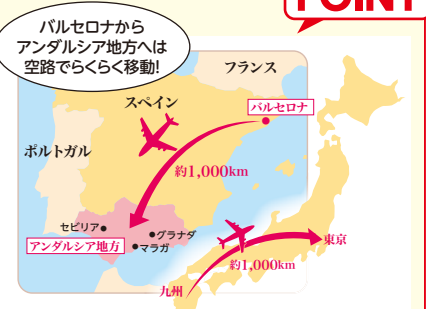 POINT
バルセロナから
アンダルシア地方へは
空路でらくらく移動!
フランス
スペイン
バルセロナ
ポルトガル
約1,000km
セビリア
グラナダ
アンダルシア地方
マラガ
東京
約1,000km
九州